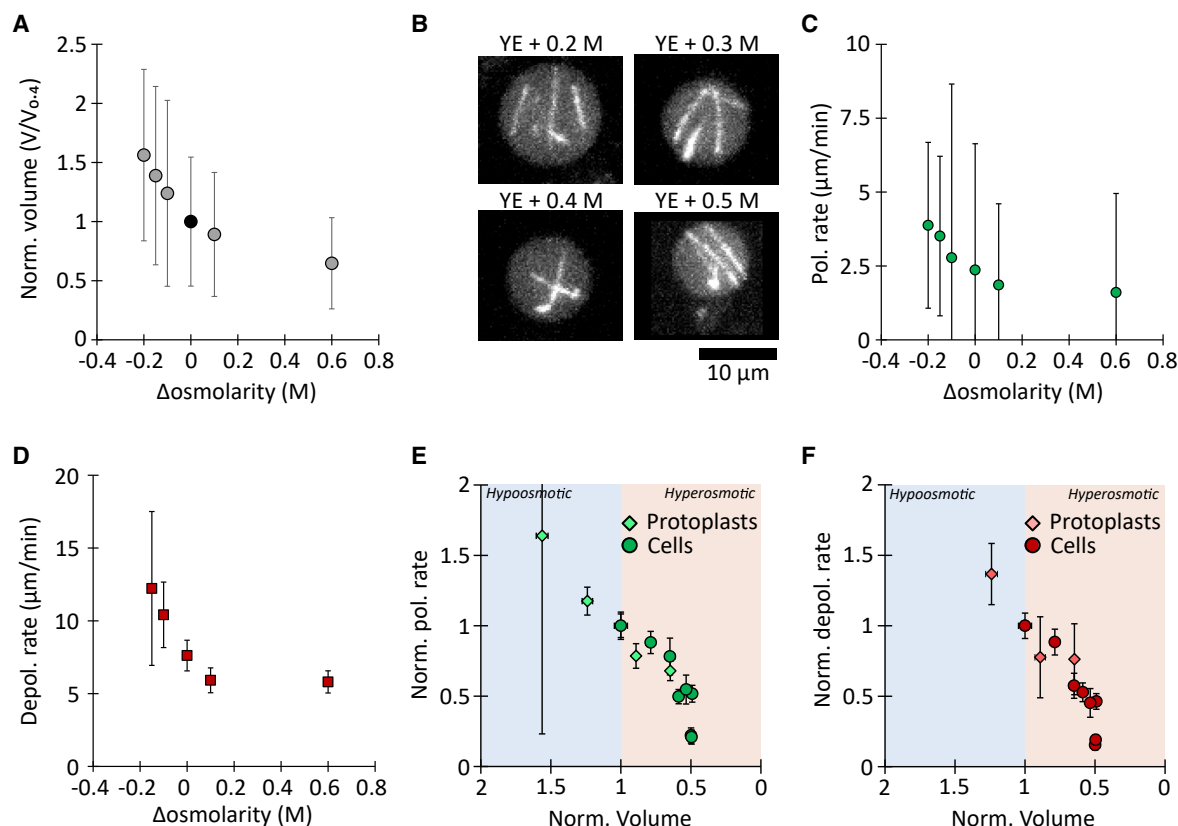 A
2.5
2
1.5
1
0.5
0
-0.4 -0.2 0 0.2 0.4 0.6 0.8
Norm. volume (V/V₀.₄)
Δosmolarity (M)
B
YE + 0.2 M
YE + 0.3 M
YE + 0.4 M
YE + 0.5 M
10 μm
C
10
7.5
5
2.5
0
-0.4 -0.2 0 0.2 0.4 0.6 0.8
Pol. rate (μm/min)
Δosmolarity (M)
D
20
15
10
5
0
-0.4 -0.2 0 0.2 0.4 0.6 0.8
Depol. rate (μm/min)
Δosmolarity (M)
E
2
1.5
1
0.5
0
2 1.5 1 0.5 0
Norm. pol. rate
Norm. Volume
Hypoosmotic
Hyperosmotic
Protoplasts
Cells
F
2
1.5
1
0.5
0
2 1.5 1 0.5 0
Norm. depol. rate
Norm. Volume
Hypoosmotic
Hyperosmotic
Protoplasts
Cells